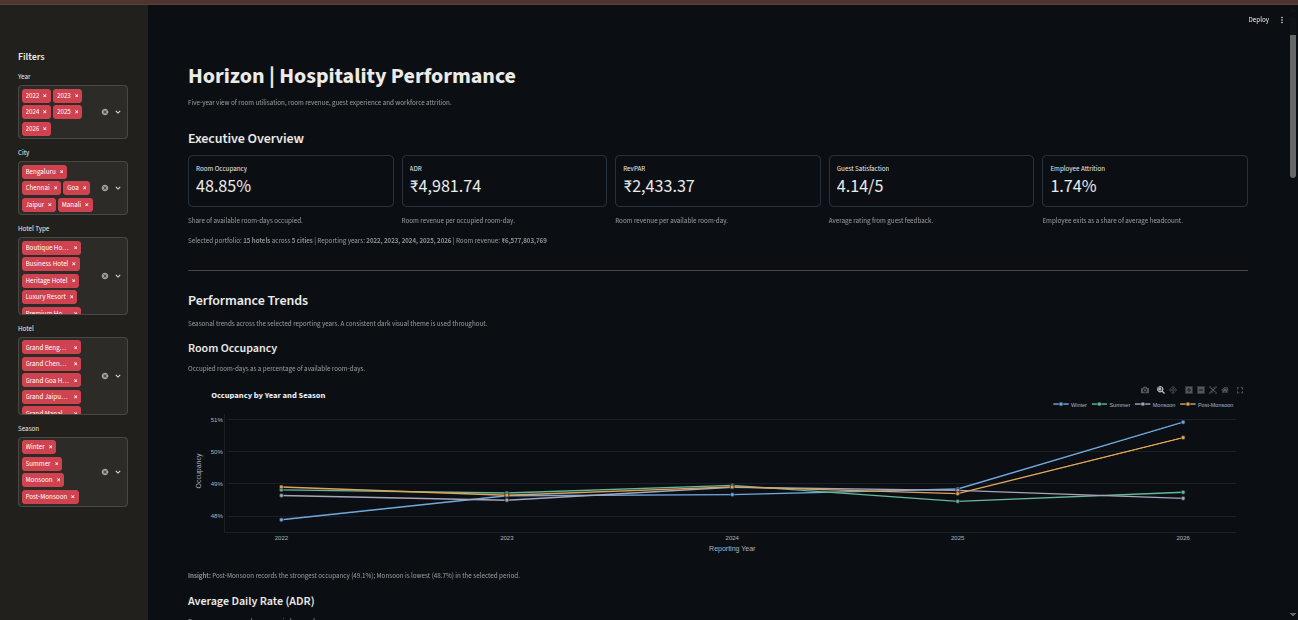 Deploy
Filters
Year
2022 × 2023 ×
2024 × 2025 ×
2026 ×
City
Bengaluru ×
Chennai × Goa ×
Jaipur × Manali ×
Hotel Type
Boutique Ho... ×
Business Hotel ×
Heritage Hotel ×
Luxury Resort ×
Premium Ho...
Hotel
Grand Beng... ×
Grand Chen... ×
Grand Goa H... ×
Grand Jaipu... ×
Grand Manal...
Season
Winter ×
Summer ×
Monsoon ×
Post-Monsoon ×
Horizon | Hospitality Performance
Five-year view of room utilisation, room revenue, guest experience and workforce attrition.
Executive Overview
Room Occupancy
48.85%
Share of available room-days occupied.
ADR
₹4,981.74
Room revenue per occupied room-day.
RevPAR
₹2,433.37
Room revenue per available room-day.
Guest Satisfaction
4.14/5
Average rating from guest feedback.
Employee Attrition
1.74%
Employee exits as a share of average headcount.
Selected portfolio: 15 hotels across 5 cities | Reporting years: 2022, 2023, 2024, 2025, 2026 | Room revenue: ₹6,577,803,769
Performance Trends
Seasonal trends across the selected reporting years. A consistent dark visual theme is used throughout.
Room Occupancy
Occupied room-days as a percentage of available room-days.
Occupancy by Year and Season
Winter Summer Monsoon Post-Monsoon
51%
50%
49%
48%
Occupancy
2022 2023 2024 2025 2026
Reporting Year
Insight: Post-Monsoon records the strongest occupancy (49.1%); Monsoon is lowest (48.7%) in the selected period.
Average Daily Rate (ADR)